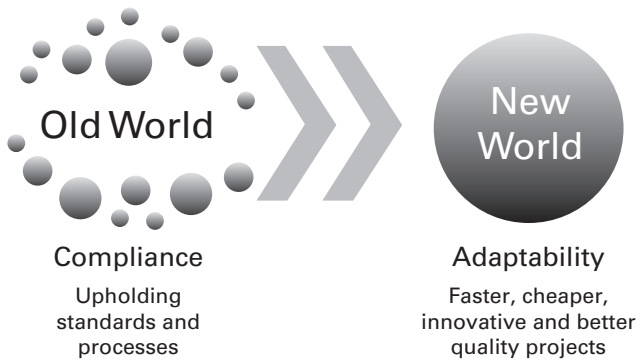 Old World
New
World
Compliance
Upholding
standards and
processes
Adaptability
Faster, cheaper,
innovative and better
quality projects